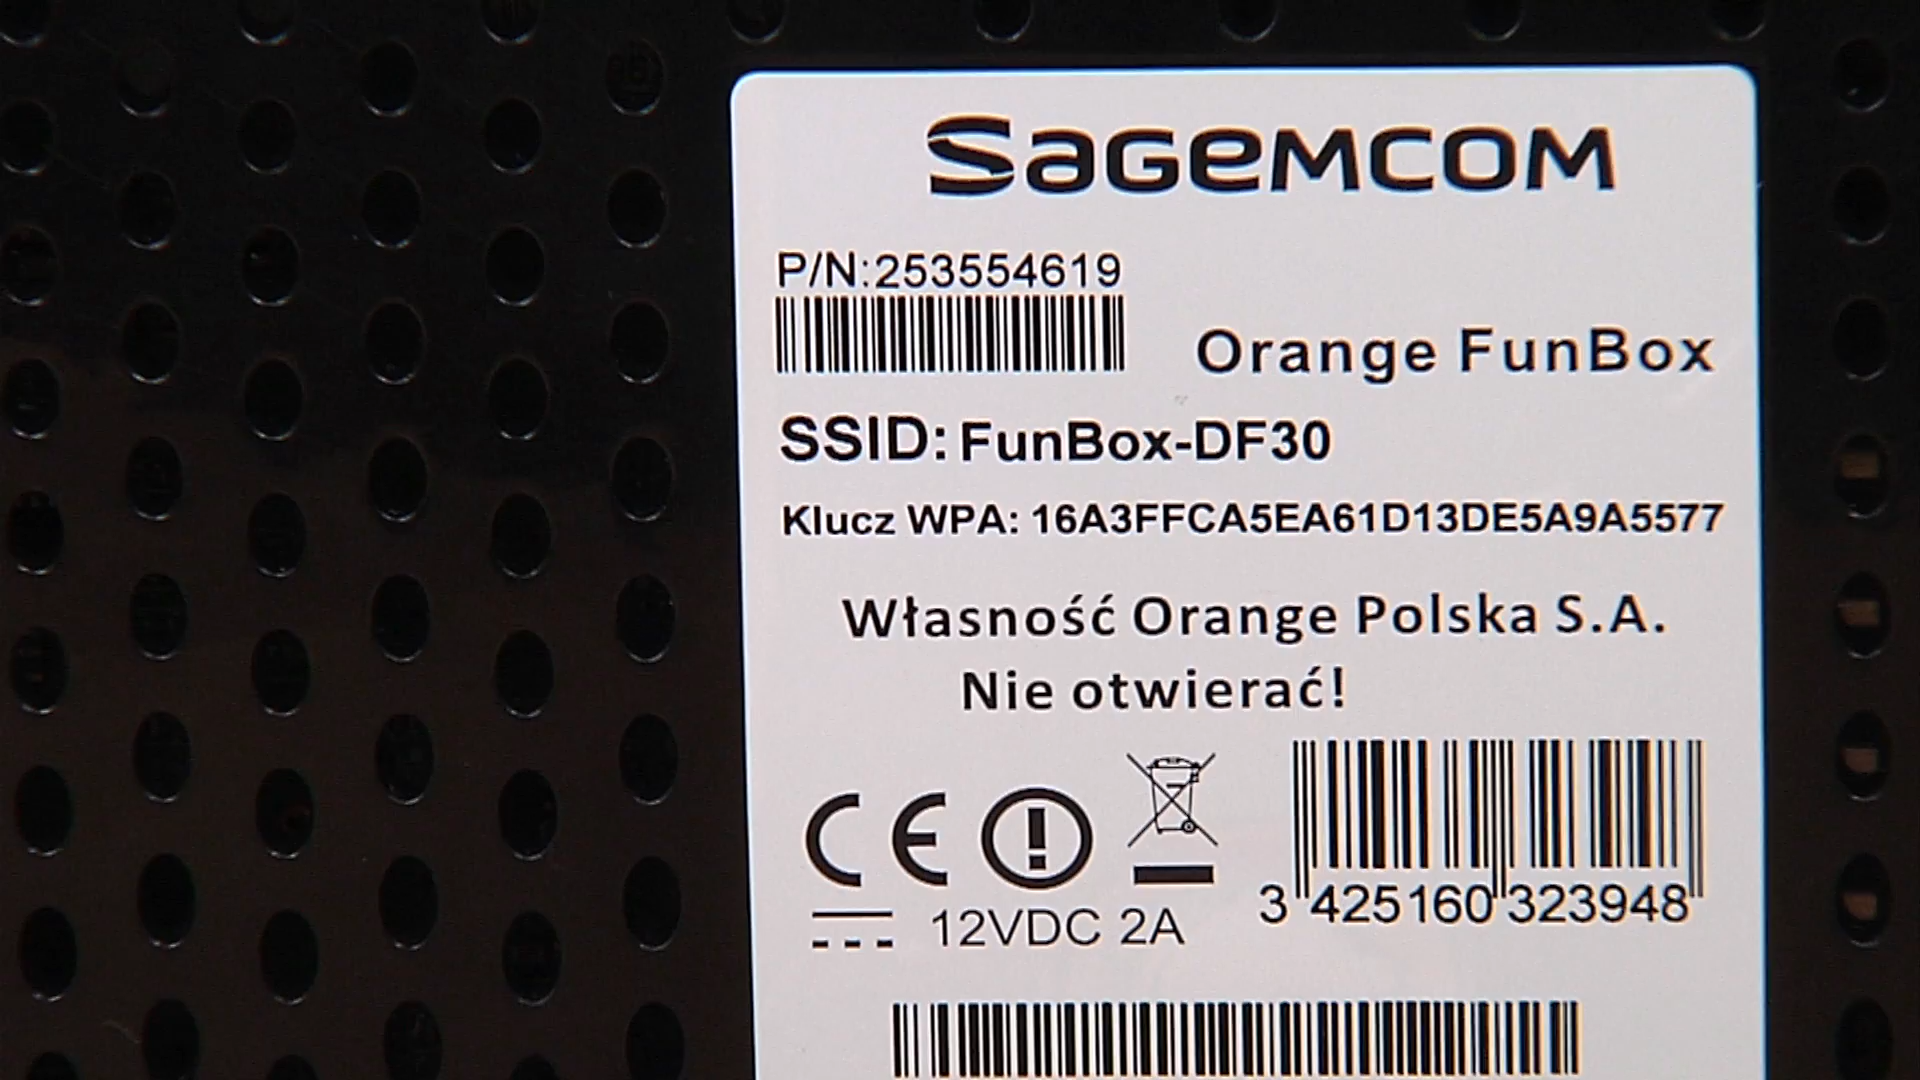 SAGEMCOM
P/N:253554619
Orange FunBox
SSID: FunBox-DF30
Klucz WPA: 16A3FFCA5EA61D13DE5A9A5577
Własność Orange Polska S.A.
Nie otwierać!
CE
12VDC 2A
3 425160 323948